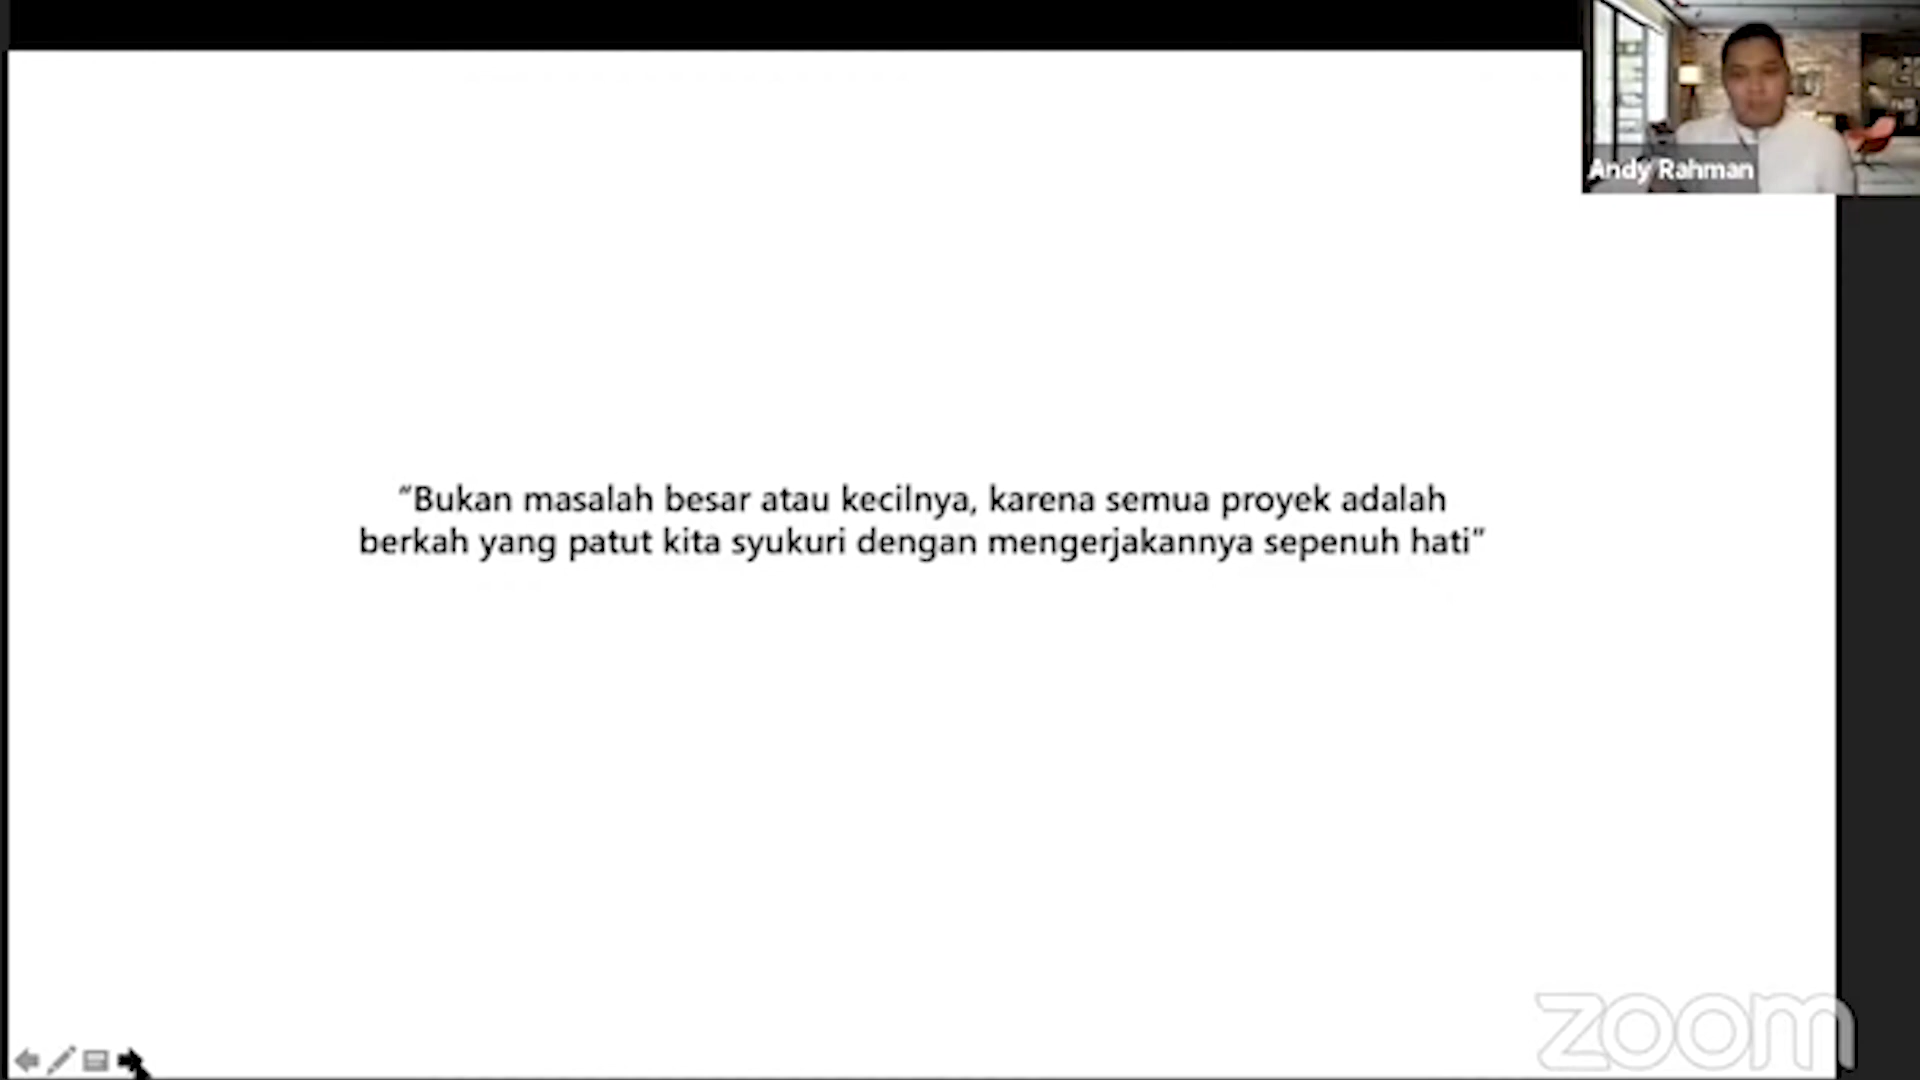 Andy Rahman
“Bukan masalah besar atau kecilnya, karena semua proyek adalah
berkah yang patut kita syukuri dengan mengerjakannya sepenuh hati”
zoom